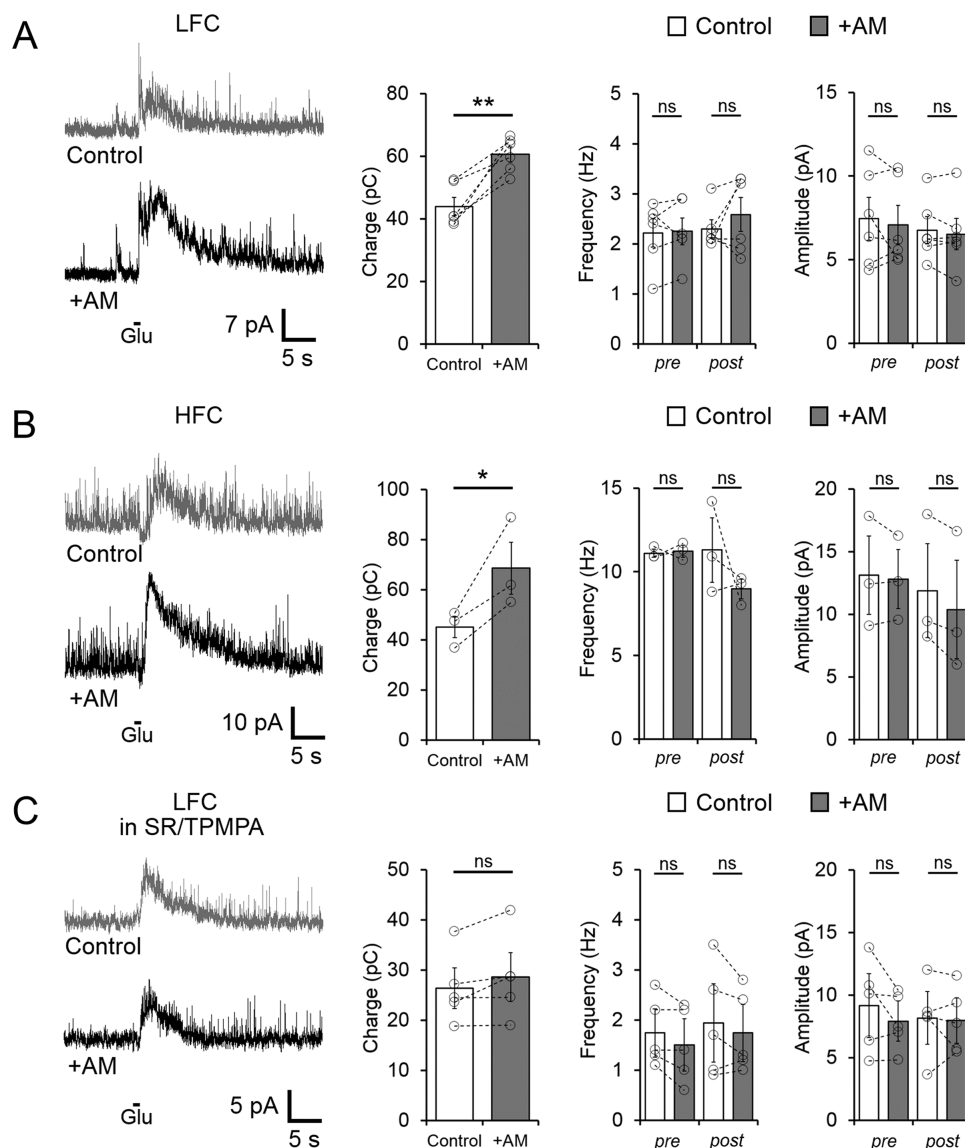 A
LFC
Control
+AM
Glu
7 pA
5 s
**
Charge (pC)
80
60
40
20
0
Control +AM
Control +AM
ns ns
Frequency (Hz)
5
4
3
2
1
0
pre post
ns ns
Amplitude (pA)
15
10
5
0
pre post
B
HFC
Control
+AM
Glu
10 pA
5 s
*
Charge (pC)
100
80
60
40
20
0
Control +AM
Control +AM
ns ns
Frequency (Hz)
15
10
5
0
pre post
ns ns
Amplitude (pA)
20
15
10
5
0
pre post
C
LFC
in SR/TPMPA
Control
+AM
Glu
5 pA
5 s
ns
Charge (pC)
50
40
30
20
10
0
Control +AM
Control +AM
ns ns
Frequency (Hz)
5
4
3
2
1
0
pre post
ns ns
Amplitude (pA)
20
15
10
5
0
pre post